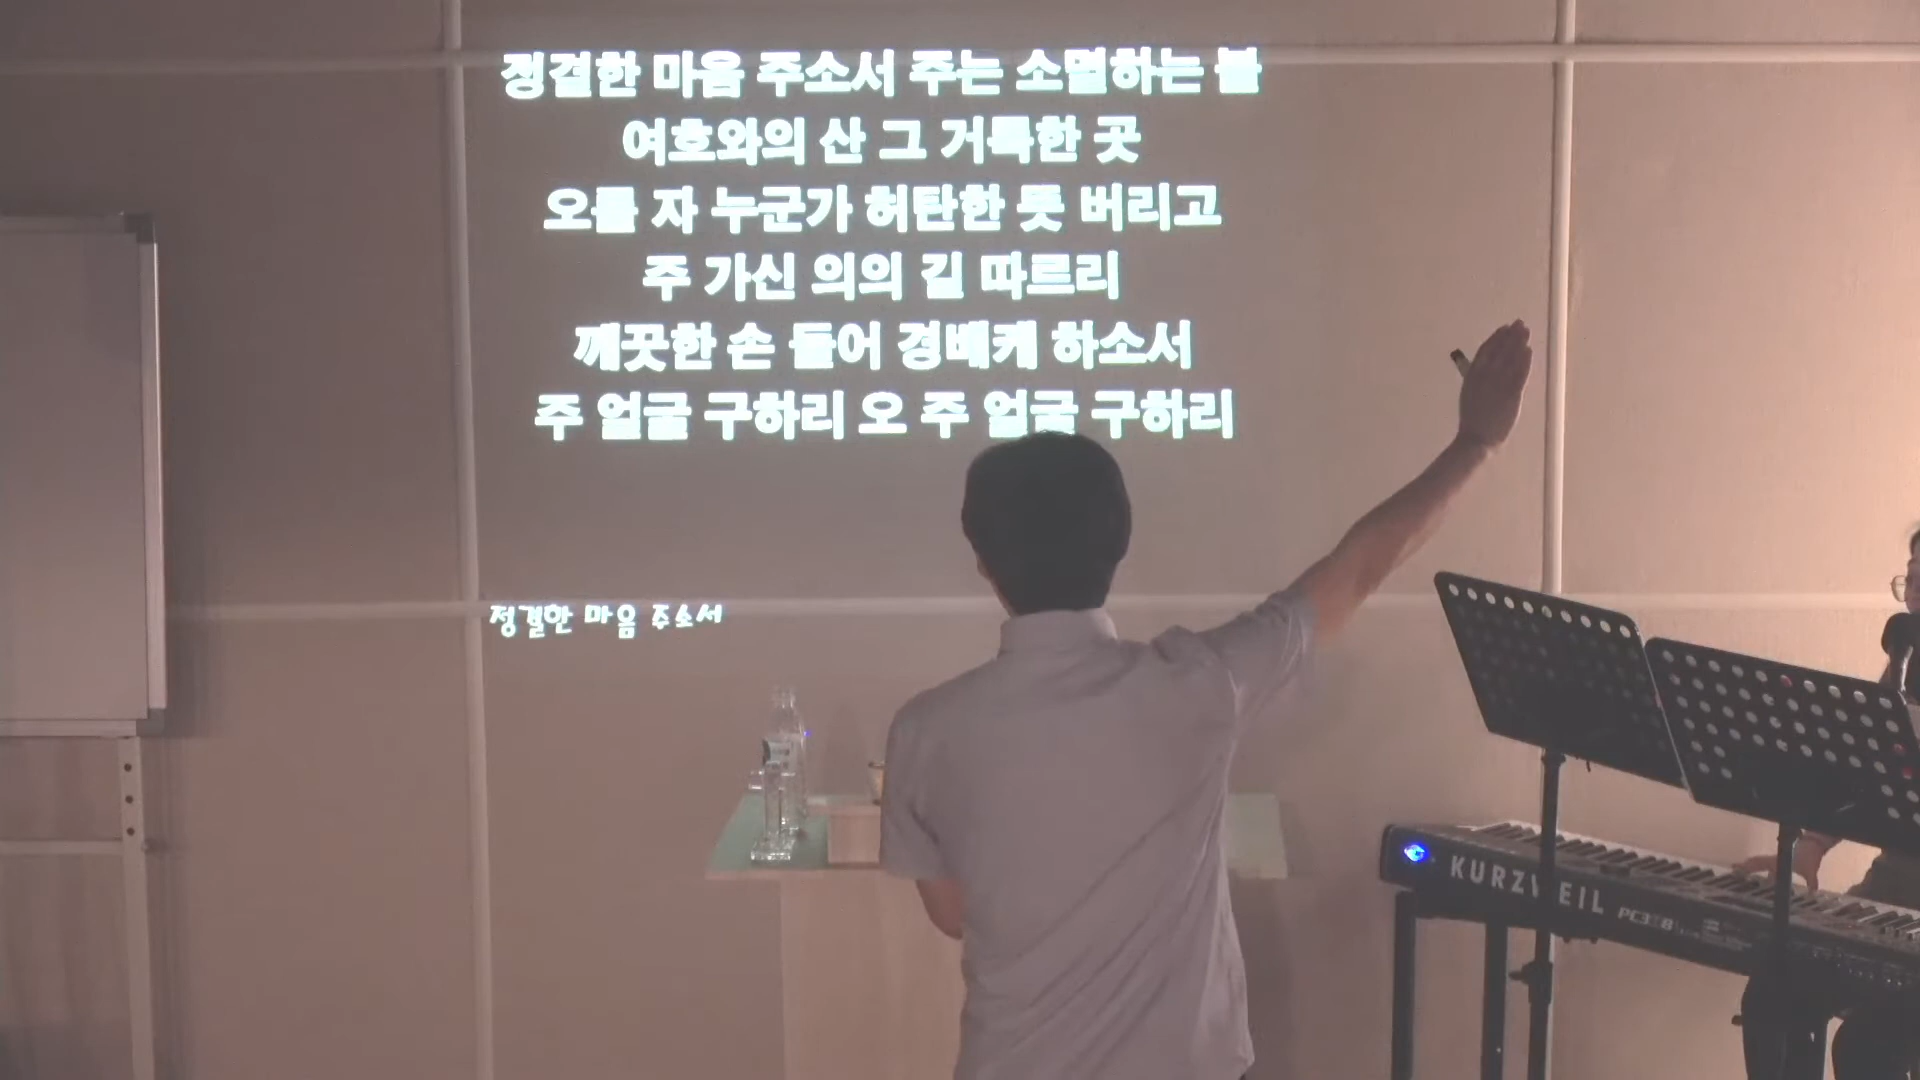 정결한 마음 주소서 주는 소멸하는 불
여호와의 산 그 거룩한 곳
오를 자 누군가 허탄한 뜻 버리고
주 가신 의의 길 따르리
깨끗한 손 들어 경배케 하소서
주 얼굴 구하리 오 주 얼굴 구하리
정결한 마음 주소서
KURZWEIL PC3X8